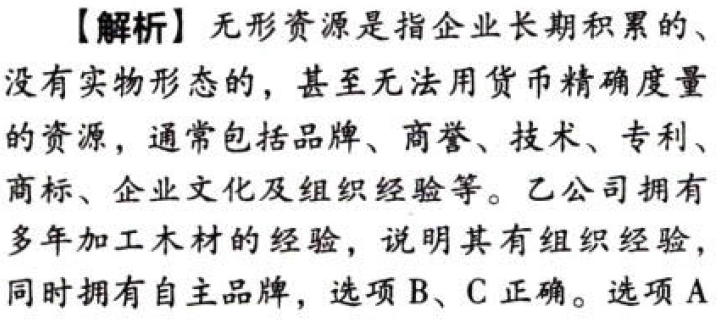 【解析】无形资源是指企业长期积累的、
没有实物形态的，甚至无法用货币精确度量
的资源，通常包括品牌、商誉、技术、专利、
商标、企业文化及组织经验等。乙公司拥有
多年加工木材的经验，说明其有组织经验，
同时拥有自主品牌，选项 B、C 正确。选项 A